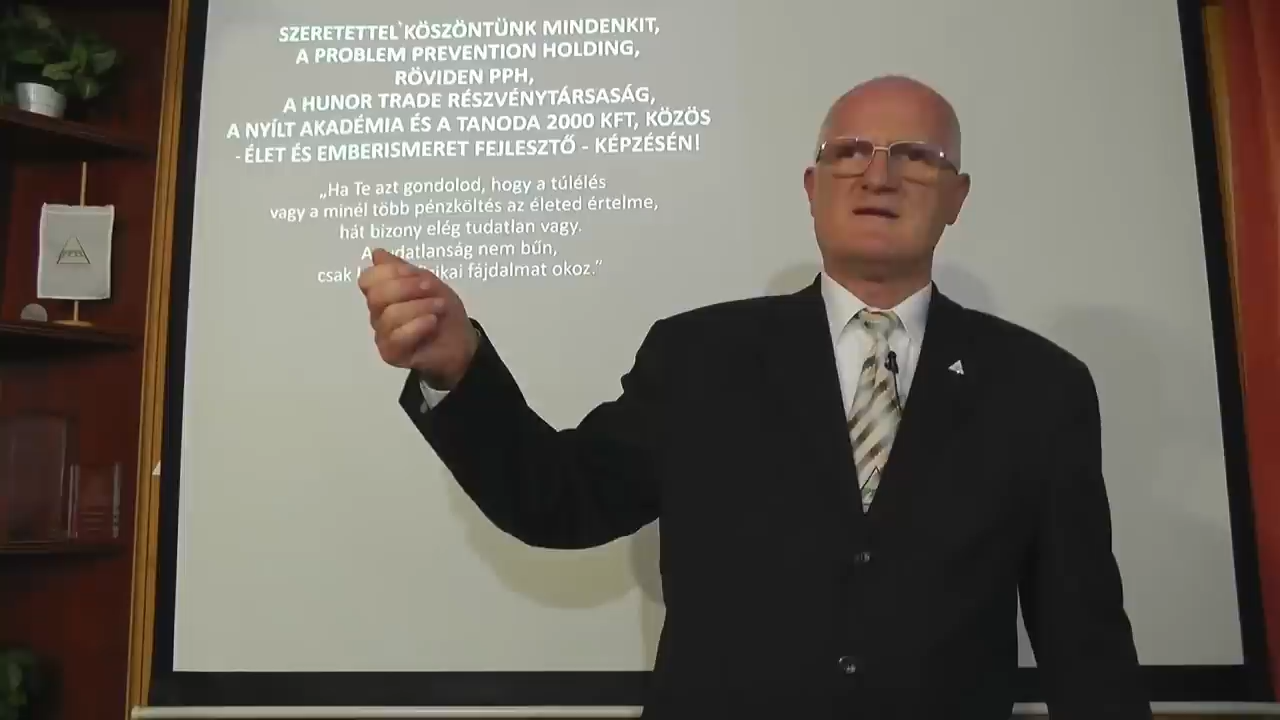 SZERETETTEL KÖSZÖNTÜNK MINDENKIT,
A PROBLEM PREVENTION HOLDING,
RÖVIDEN PPH,
A HUNOR TRADE RÉSZVÉNYTÁRSASÁG,
A NYÍLT AKADÉMIA ÉS A TANODA 2000 KFT, KÖZÖS
- ÉLET ÉS EMBERISMERET FEJLESZTŐ - KÉPZÉSÉN!
„Ha Te azt gondolod, hogy a túlélés
vagy a minél több pénzköltés az életed értelme,
hát bizony elég tudatlan vagy.
A tudatlanság nem bűn,
csak fájdalmat okoz.”